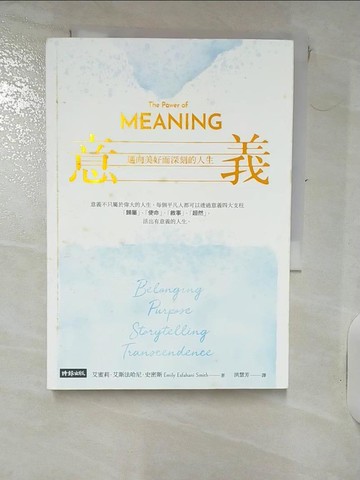 The Power of
MEANING
意義
邁向美好而深刻的人生
意義不只屬於偉大的人生,每個平凡人都可以透過意義四大支柱
「歸屬」、「使命」、「敘事」、「超然」,
活出有意義的人生。
Belonging
Purpose
Storytelling
Transcendence
時報出版
艾蜜莉・艾斯法哈尼・史密斯 Emily Esfahani Smith——著 洪慧芳——譯